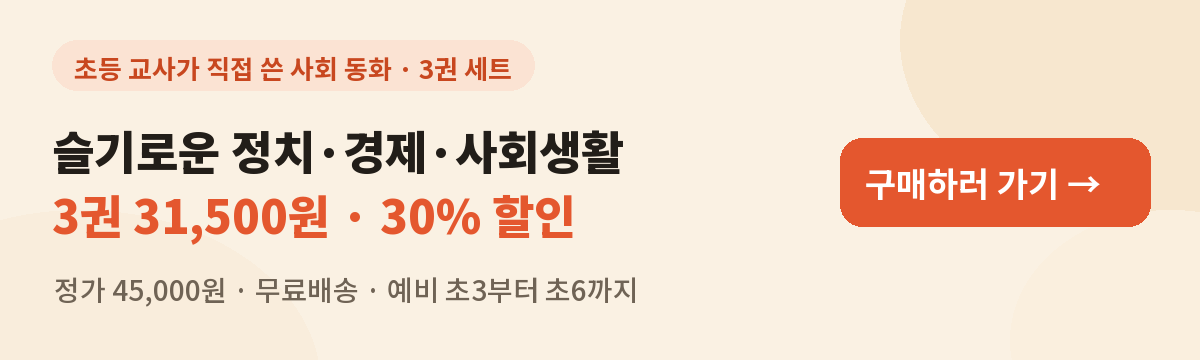 초등 교사가 직접 쓴 사회 동화 · 3권 세트
슬기로운 정치·경제·사회생활
3권 31,500원 · 30% 할인
정가 45,000원 · 무료배송 · 예비 초3부터 초6까지
구매하러 가기 →